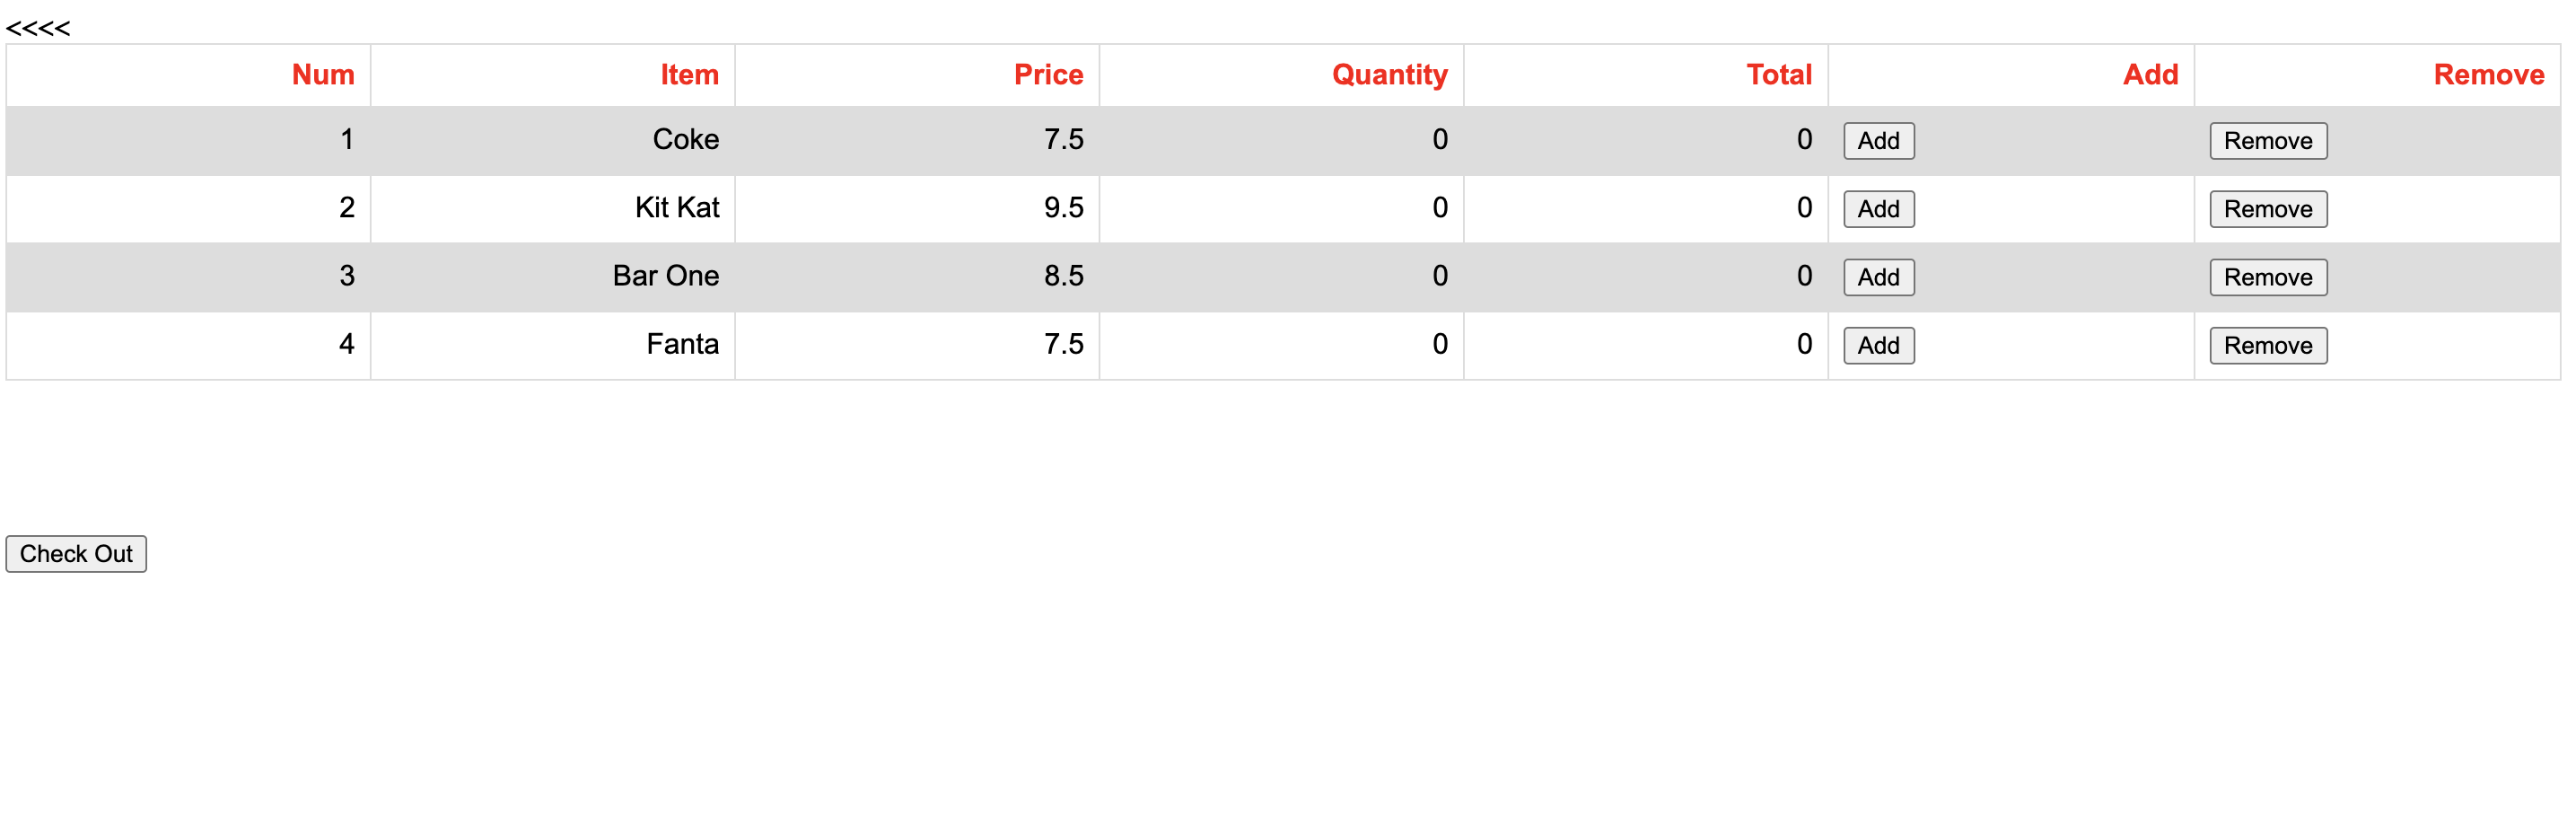 <<<<
Num Item Price Quantity Total Add Remove
1 Coke 7.5 0 0 Add Remove
2 Kit Kat 9.5 0 0 Add Remove
3 Bar One 8.5 0 0 Add Remove
4 Fanta 7.5 0 0 Add Remove
Check Out